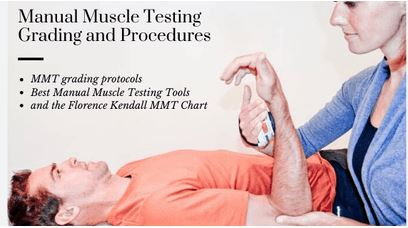 Manual Muscle Testing
Grading and Procedures
MMT grading protocols
Best Manual Muscle Testing Tools
and the Florence Kendall MMT Chart